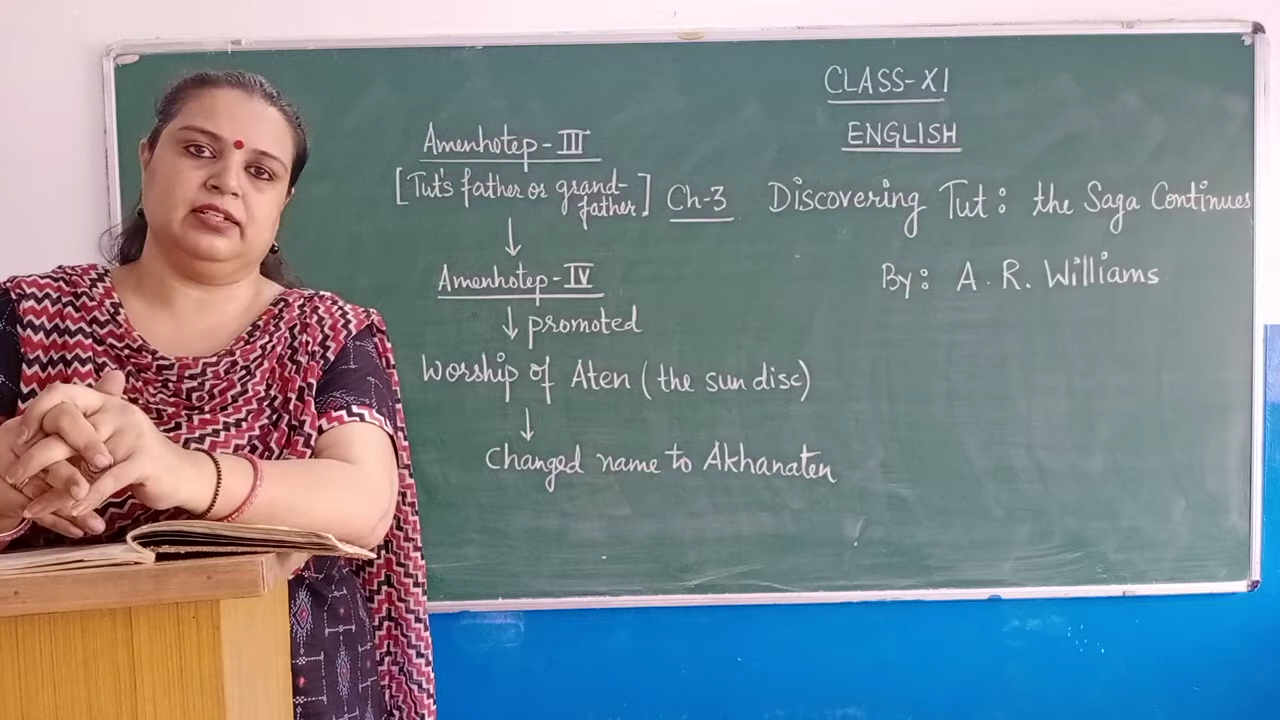 CLASS-XI
ENGLISH
Ch-3 Discovering Tut: the Saga Continues
By: A. R. Williams
Amenhotep-III
[Tut's father or grand-
father]
↓
Amenhotep-IV
↓ promoted
Worship of Aten (the sun disc)
↓
Changed name to Akhanaten